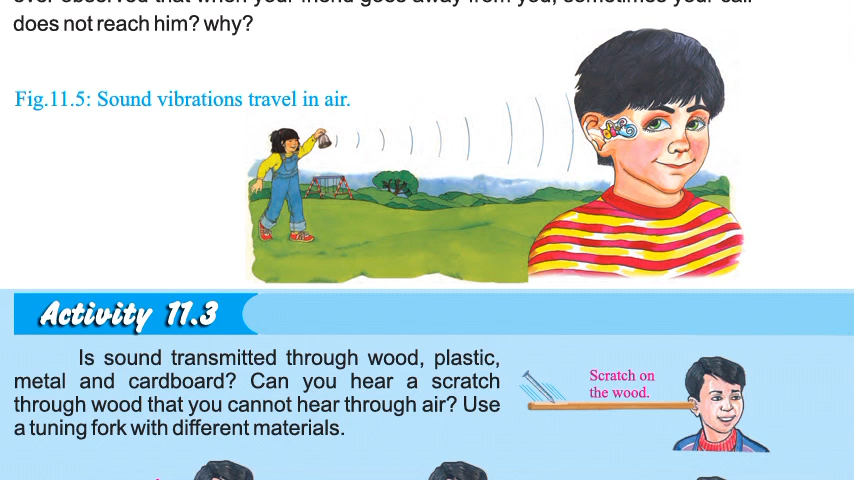 does not reach him? why?
Fig.11.5: Sound vibrations travel in air.
Activity 11.3
Is sound transmitted through wood, plastic,
metal and cardboard? Can you hear a scratch
through wood that you cannot hear through air? Use
a tuning fork with different materials.
Scratch on
the wood.